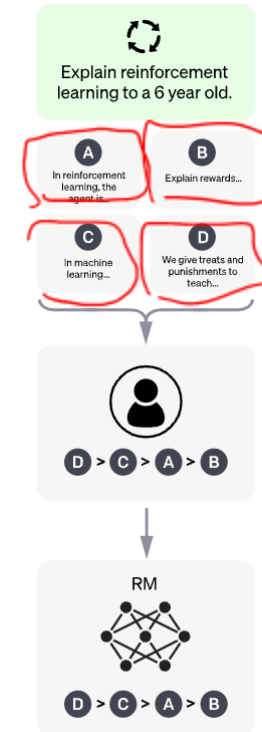 Explain reinforcement
learning to a 6 year old.
A
In reinforcement
learning, the
agent is...
B
Explain rewards...
C
In machine
learning...
D
We give treats and
punishments to
teach...
D > C > A > B
RM
D > C > A > B